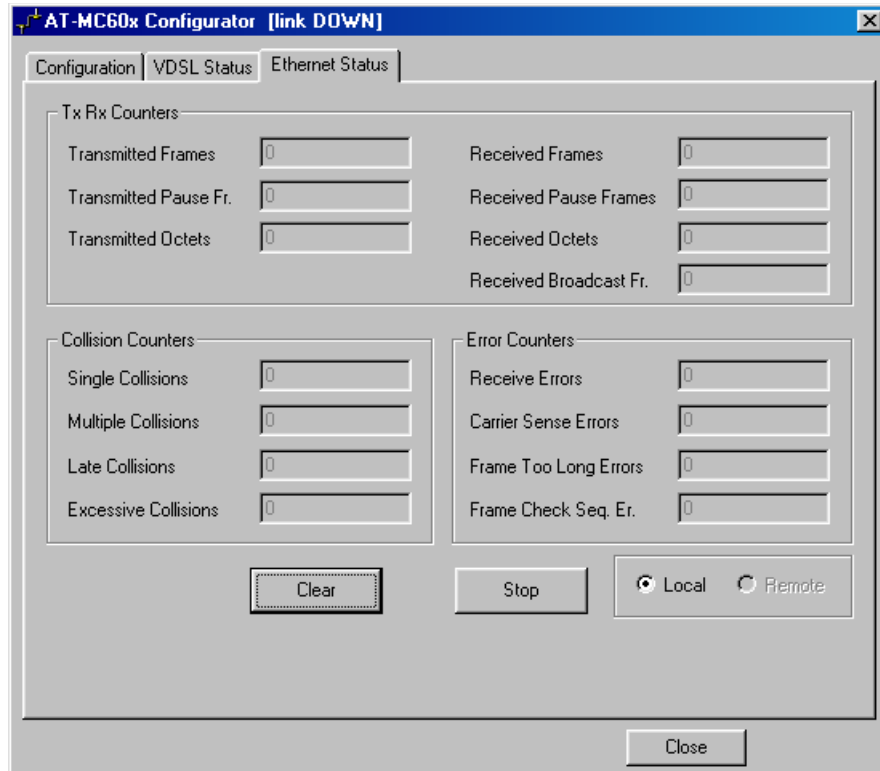 AT-MC60x Configurator [link DOWN]
Configuration
VDSL Status
Ethernet Status
Tx Rx Counters
Transmitted Frames 0
Received Frames 0
Transmitted Pause Fr. 0
Received Pause Frames 0
Transmitted Octets 0
Received Octets 0
Received Broadcast Fr. 0
Collision Counters
Single Collisions 0
Multiple Collisions 0
Late Collisions 0
Excessive Collisions 0
Error Counters
Receive Errors 0
Carrier Sense Errors 0
Frame Too Long Errors 0
Frame Check Seq. Er. 0
Clear
Stop
Local
Remote
Close